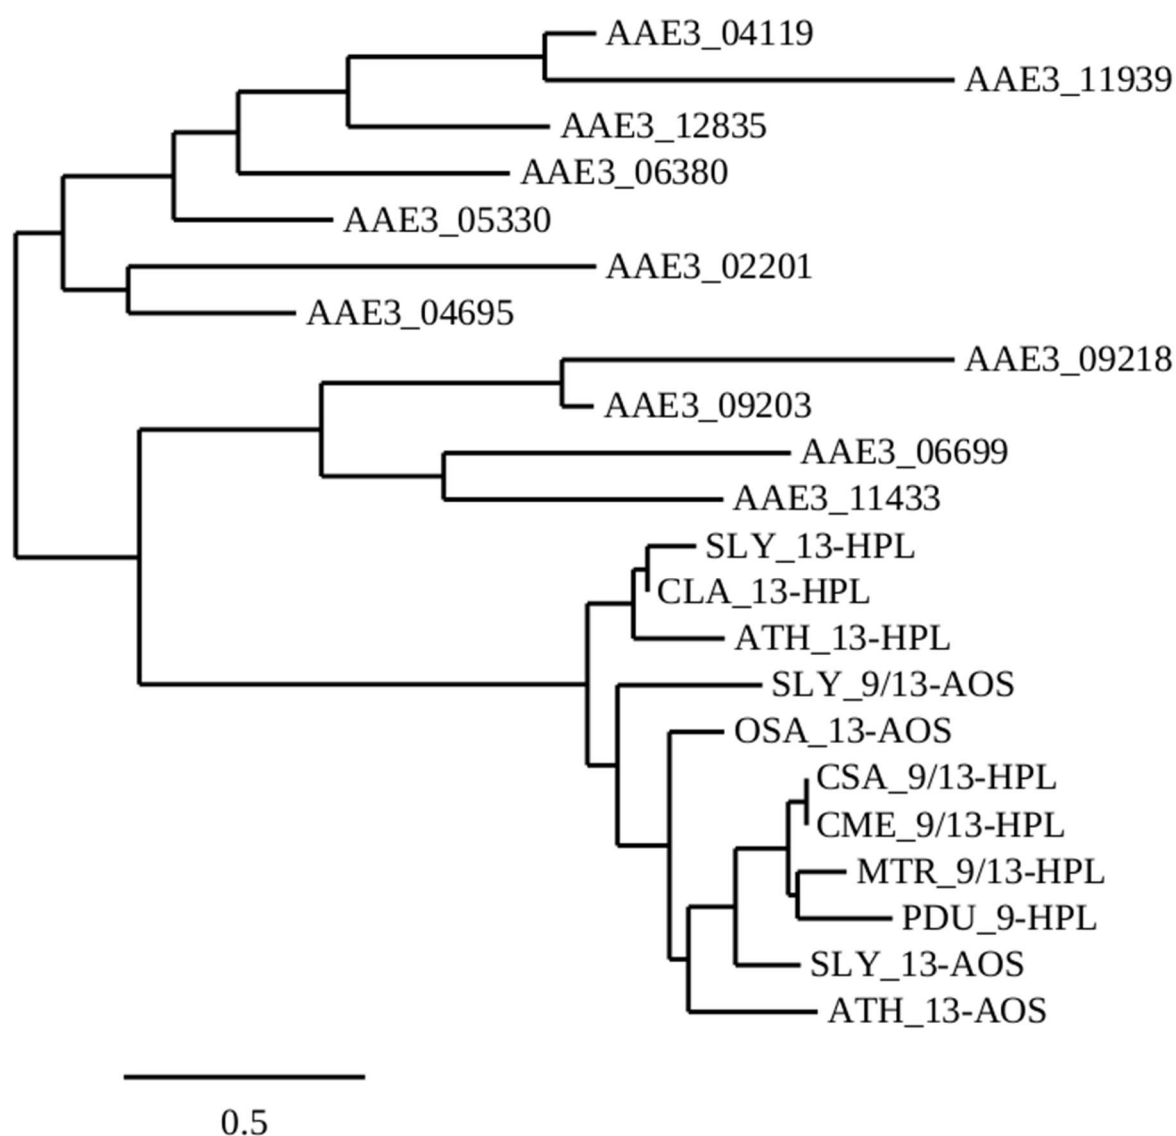 AAE3_04119
AAE3_11939
AAE3_12835
AAE3_06380
AAE3_05330
AAE3_02201
AAE3_04695
AAE3_09218
AAE3_09203
AAE3_06699
AAE3_11433
SLY_13-HPL
CLA_13-HPL
ATH_13-HPL
SLY_9/13-AOS
OSA_13-AOS
CSA_9/13-HPL
CME_9/13-HPL
MTR_9/13-HPL
PDU_9-HPL
SLY_13-AOS
ATH_13-AOS
0.5